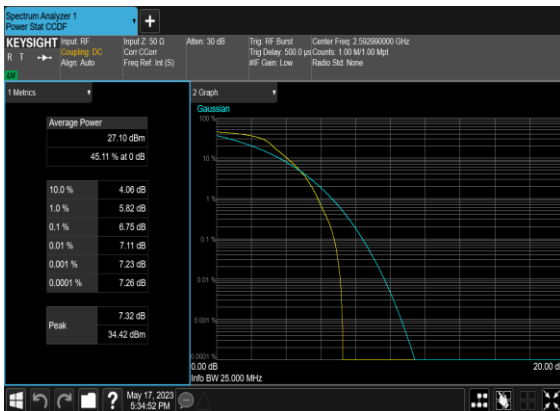 Spectrum Analyzer 1
Power Stat CCDF
KEYSIGHT
R T
LV
Input: RF
Coupling: DC
Align: Auto
Input Z: 50 Ω
Corr CCorr
Freq Ref: Int (S)
Atten: 30 dB
Trig: RF Burst
Trig Delay: 500.0 µs
#IF Gain: Low
Center Freq: 2.592990000 GHz
Counts: 1.00 M/1.00 Mpt
Radio Std: None
1 Metrics
Average Power
27.10 dBm
45.11 % at 0 dB
10.0 % 4.06 dB
1.0 % 5.82 dB
0.1 % 6.75 dB
0.01 % 7.11 dB
0.001 % 7.23 dB
0.0001 % 7.26 dB
Peak
7.32 dB
34.42 dBm
2 Graph
Gaussian
100 %
10 %
1 %
0.1 %
0.01 %
0.001 %
0.0001 %
0.00 dB
20.00 d
Info BW 25.000 MHz
?
May 17, 2023
5:34:52 PM